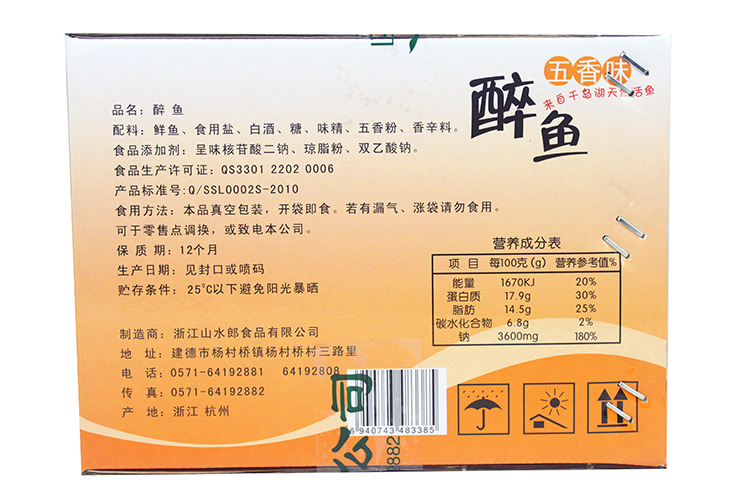 五香味
来自千岛湖天然活鱼
醉鱼
品名：醉 鱼
配料：鲜鱼、食用盐、白酒、糖、味精、五香粉、香辛料。
食品添加剂：呈味核苷酸二钠、琼脂粉、双乙酸钠。
食品生产许可证：QS3301 2202 0006
产品标准号：Q/SSL0002S-2010
食用方法：本品真空包装，开袋即食。若有漏气、涨袋请勿食用。
可于零售点调换，或致电本公司。
保 质 期：12个月
生产日期：见封口或喷码
贮存条件：25°C以下避免阳光暴晒
营养成分表
项 目 每100克(g) 营养参考值%
能量 1670KJ 20%
蛋白质 17.9g 30%
脂肪 14.5g 25%
碳水化合物 6.8g 2%
钠 3600mg 180%
制造商：浙江山水郎食品有限公司
地 址：建德市杨村桥镇杨村桥村三路里
电 话：0571-64192881 64192808
传 真：0571-64192882
产 地：浙江 杭州
公司
882
6 940743 483385